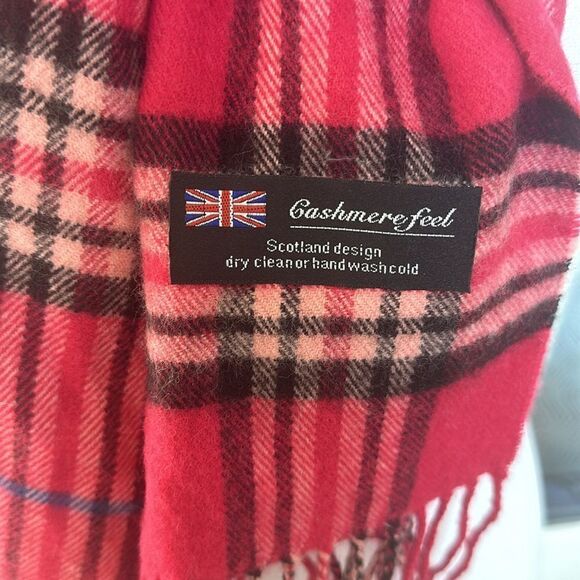 Cashmere feel
Scotland design
dry clean or hand wash cold